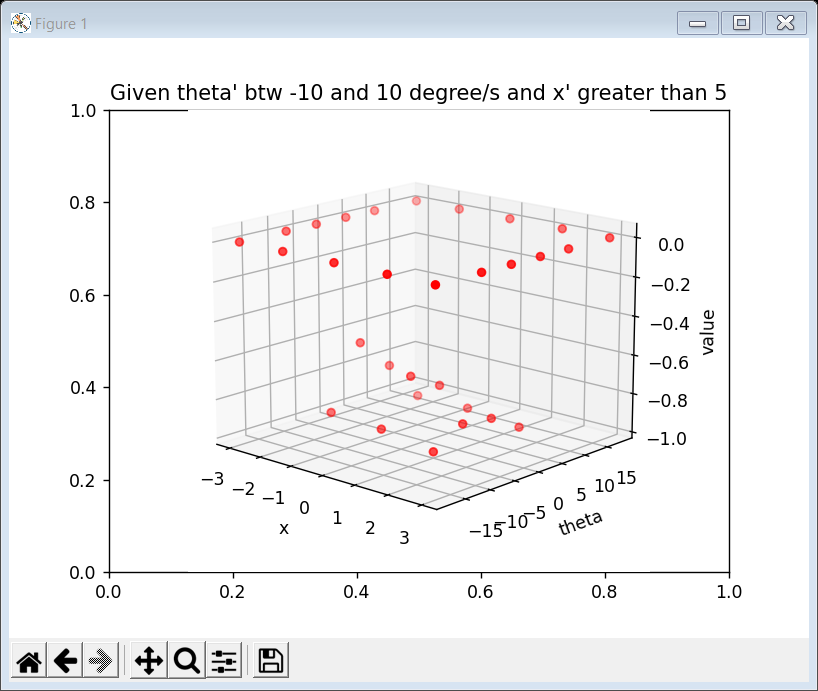 Figure 1
Given theta' btw -10 and 10 degree/s and x' greater than 5
1.0
0.8
0.6
0.4
0.2
0.0
0.0 0.2 0.4 0.6 0.8 1.0
0.0
−0.2
−0.4
−0.6
−0.8
−1.0
value
−3 −2 −1 0 1 2 3
x
−15 −10 −5 0 5 10 15
theta